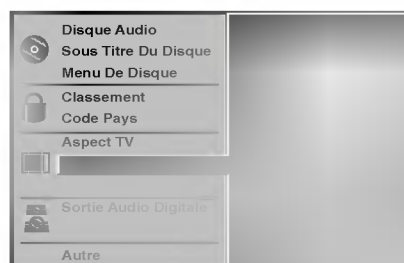 Disque Audio
Sous Titre Du Disque
Menu De Disque
Classement
Code Pays
Aspect TV
Sortie Audio Digitale
Autre